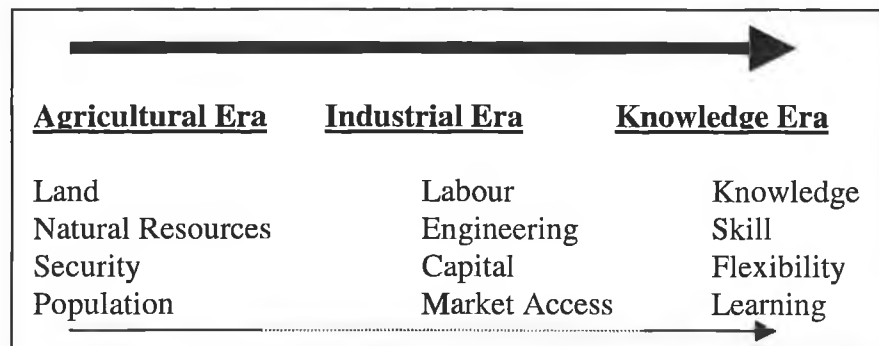 Agricultural Era Industrial Era Knowledge Era
Land Labour Knowledge
Natural Resources Engineering Skill
Security Capital Flexibility
Population Market Access Learning